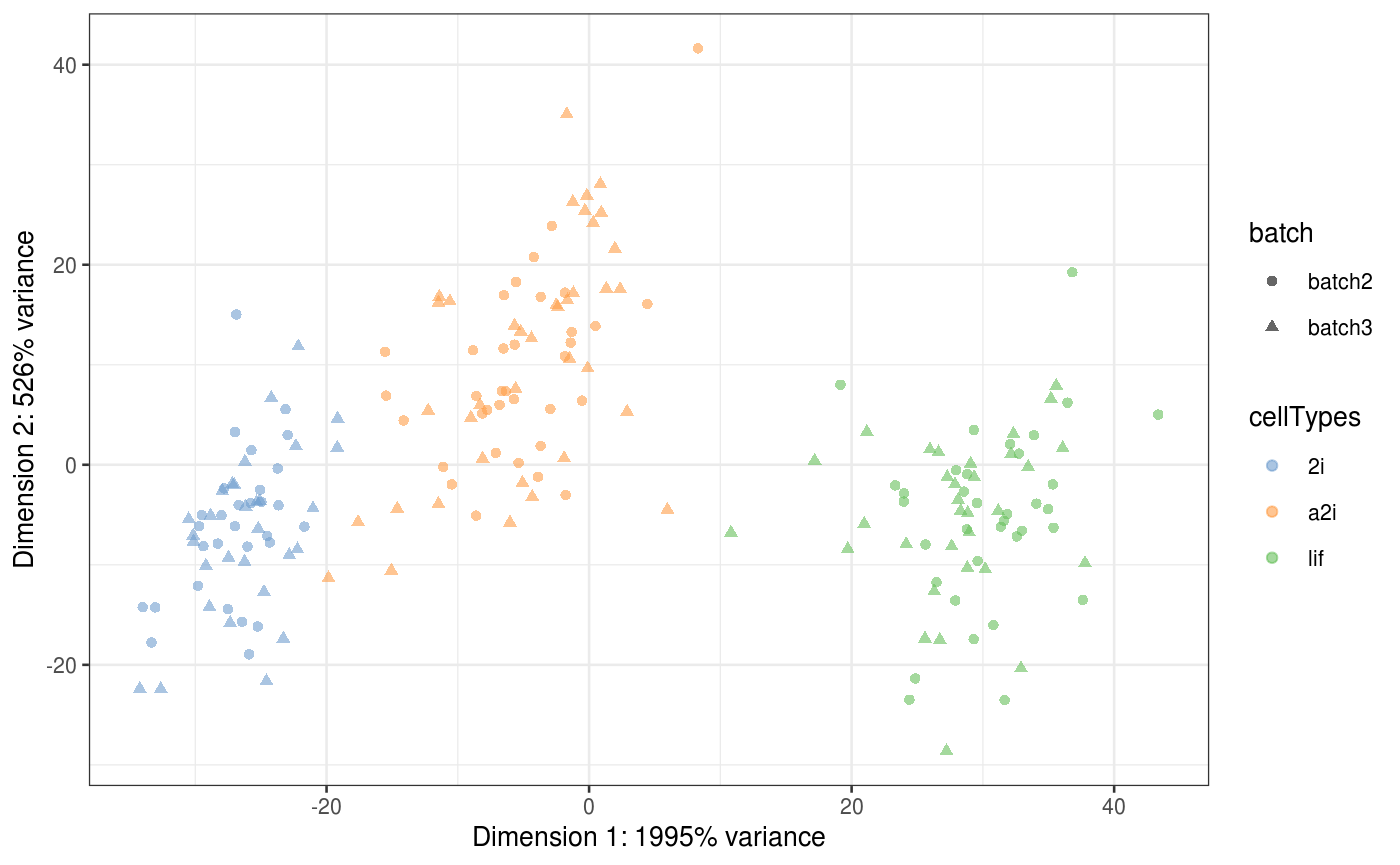 40
20
0
-20
-20
0
20
40
Dimension 1: 1995% variance
Dimension 2: 526% variance
batch
batch2
batch3
cellTypes
2i
a2i
lif